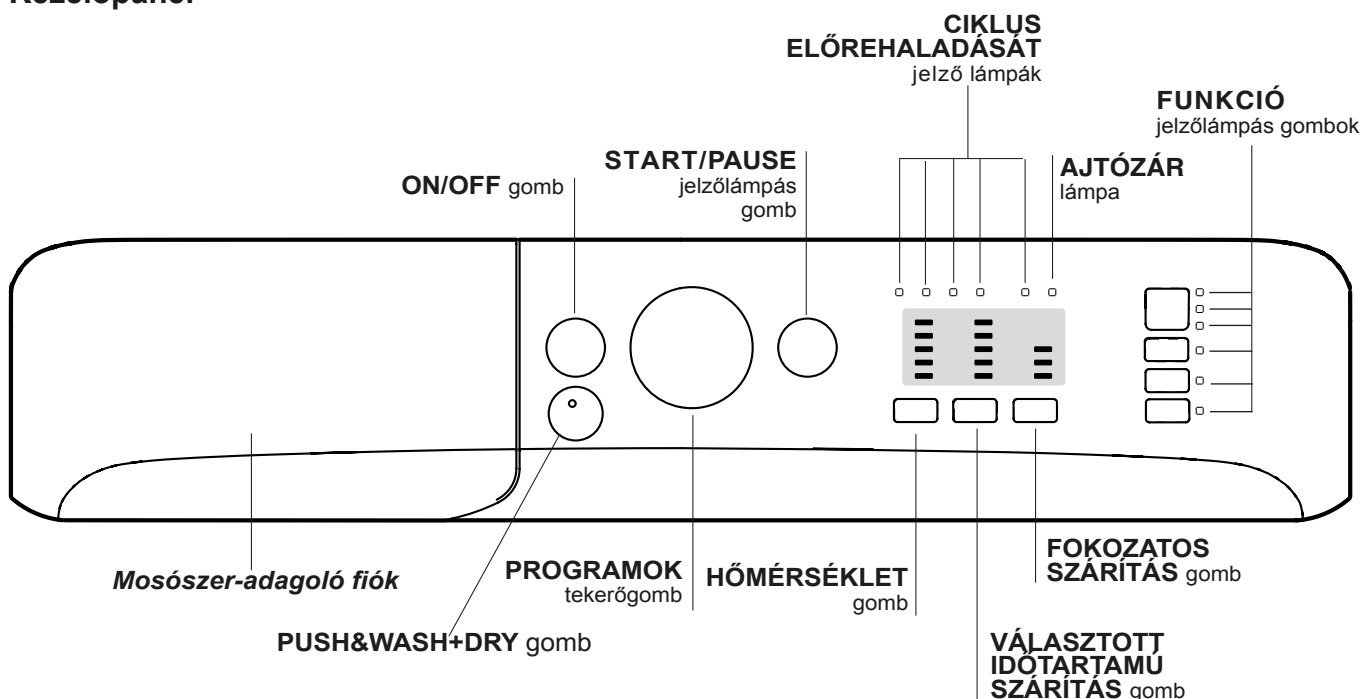 Kezelőpanel
CIKLUS
ELŐREHALADÁSÁT
jelző lámpák
FUNKCIÓ
jelzőlámpás gombok
START/PAUSE
jelzőlámpás
gomb
AJTÓZÁR
lámpa
ON/OFF gomb
Mosószer-adagoló fiók
PROGRAMOK
tekerőgomb
HŐMÉRSÉKLET
gomb
FOKOZATOS
SZÁRÍTÁS gomb
PUSH&WASH+DRY gomb
VÁLASZTOTT
IDŐTARTAMÚ
SZÁRÍTÁS gomb